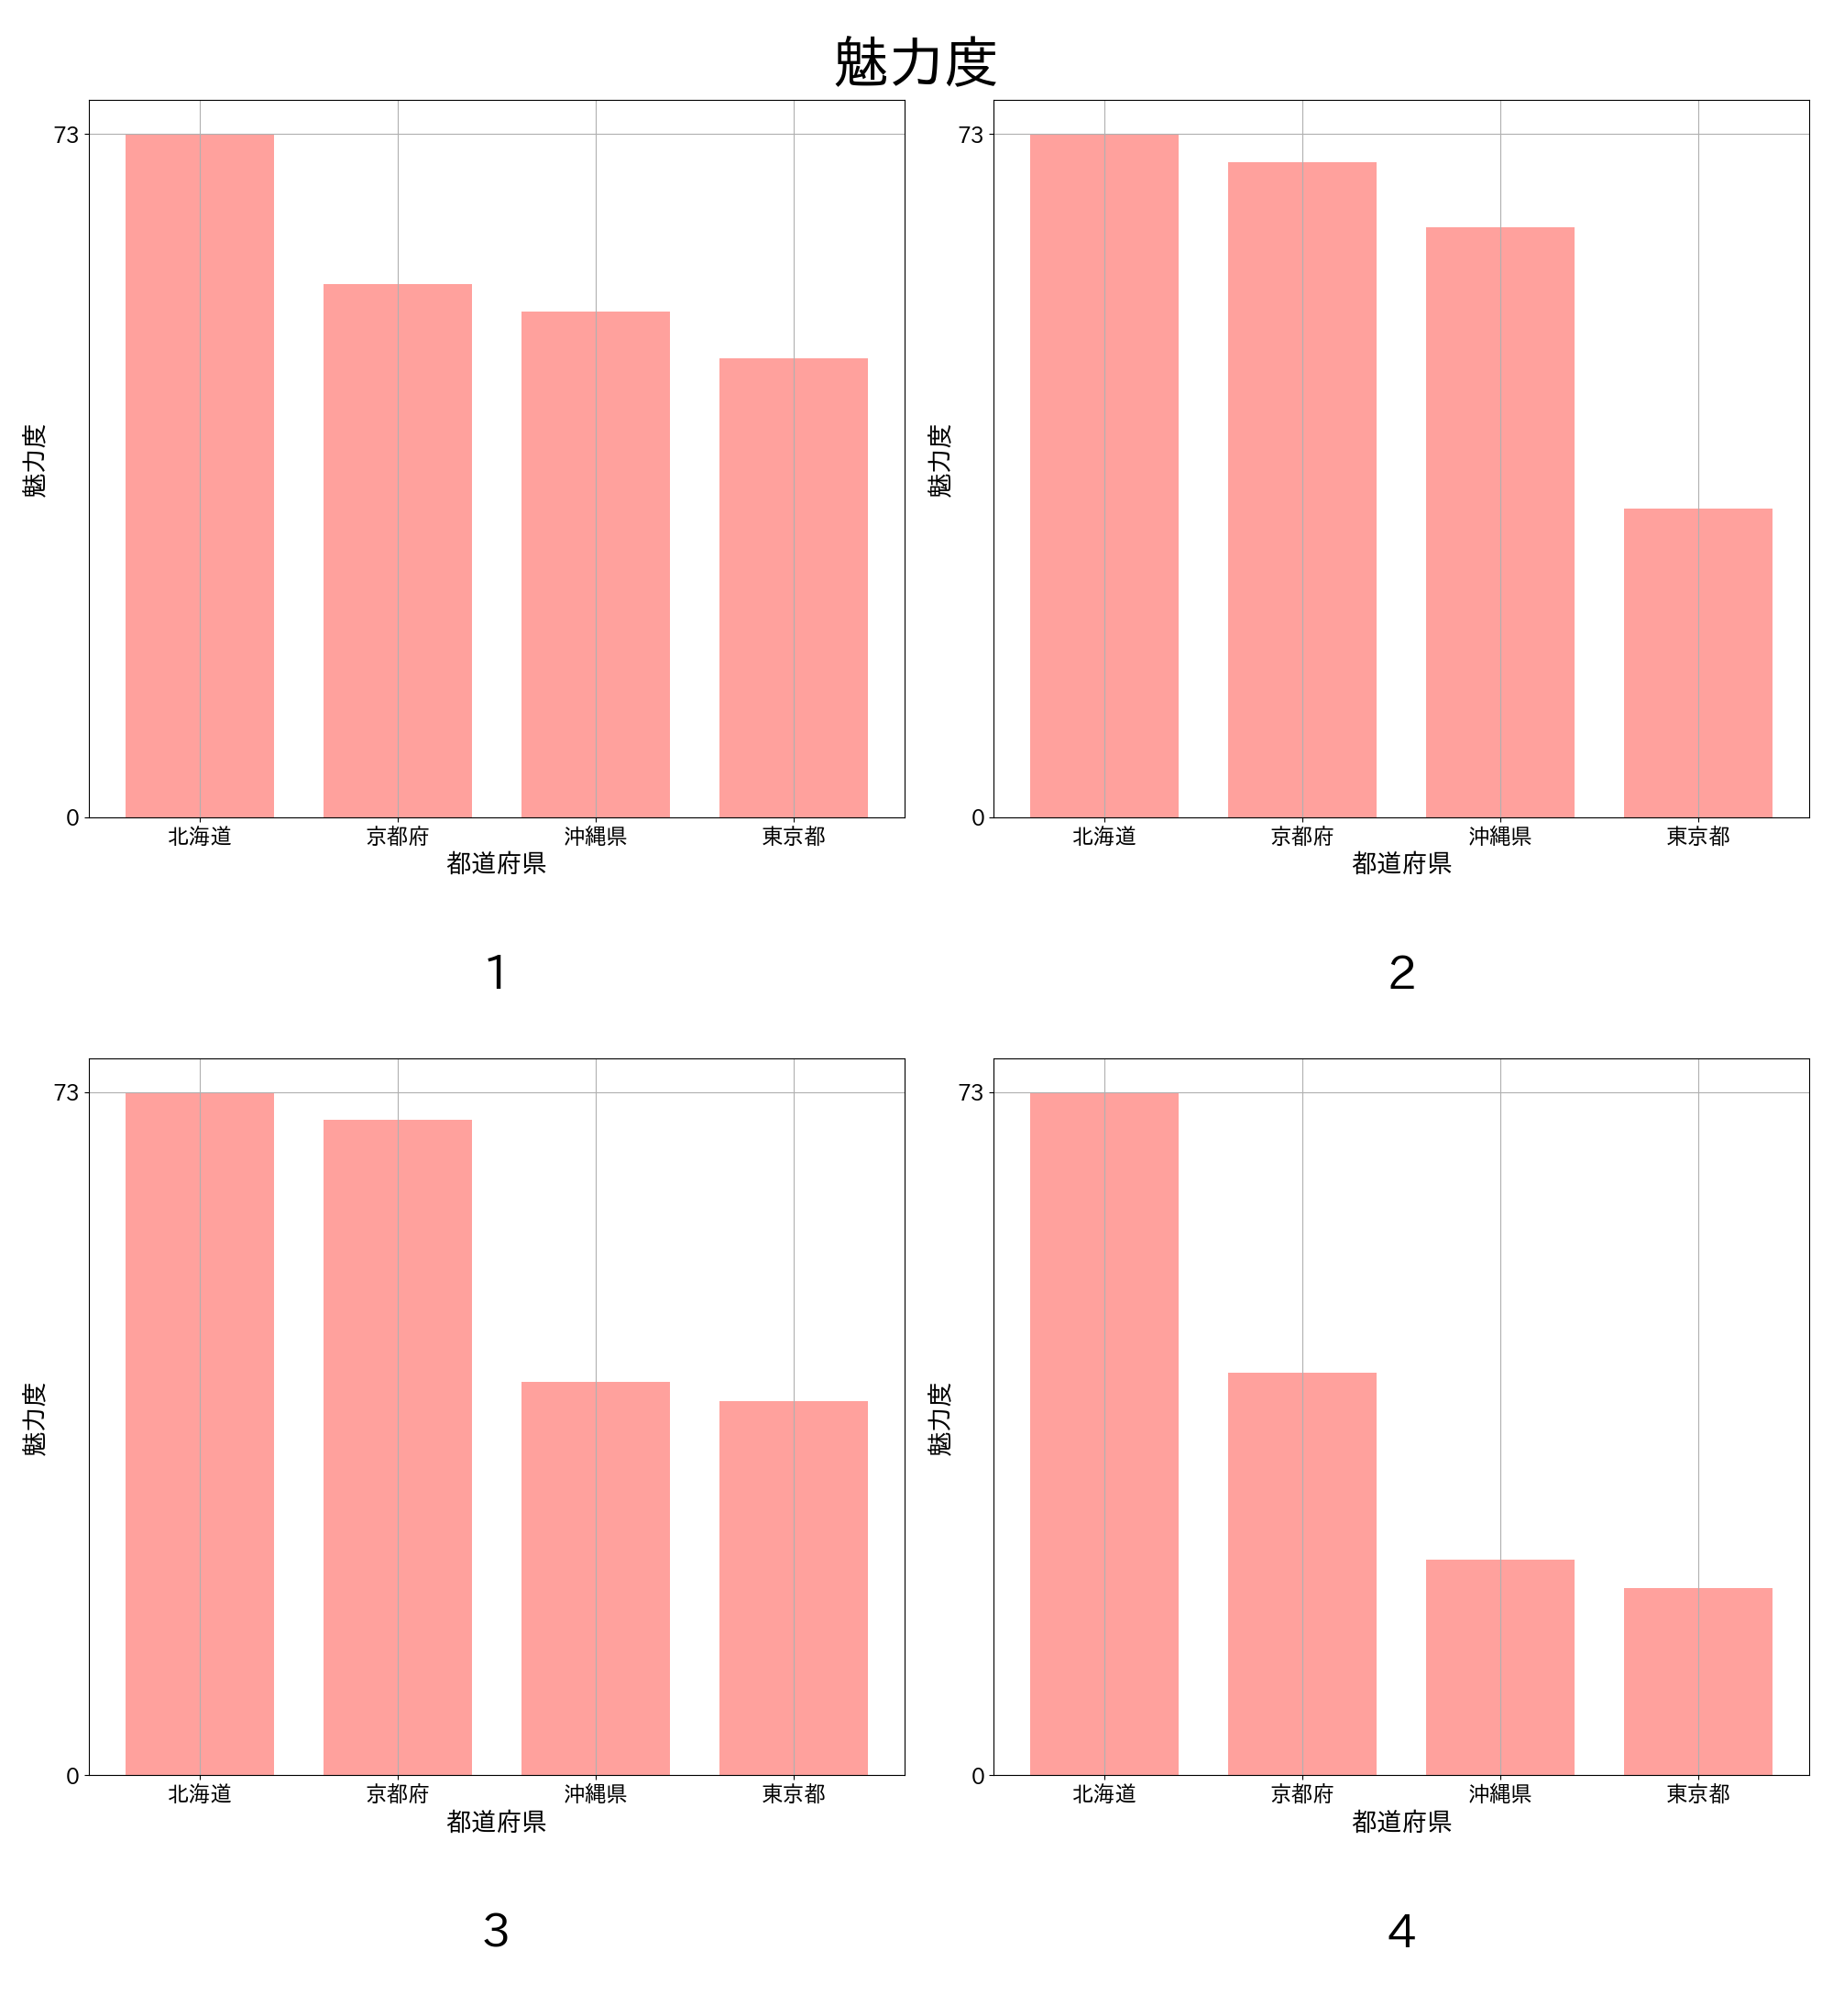 魅力度
73
0
魅力度
北海道 京都府 沖縄県 東京都
都道府県
1
73
0
魅力度
北海道 京都府 沖縄県 東京都
都道府県
2
73
0
魅力度
北海道 京都府 沖縄県 東京都
都道府県
3
73
0
魅力度
北海道 京都府 沖縄県 東京都
都道府県
4